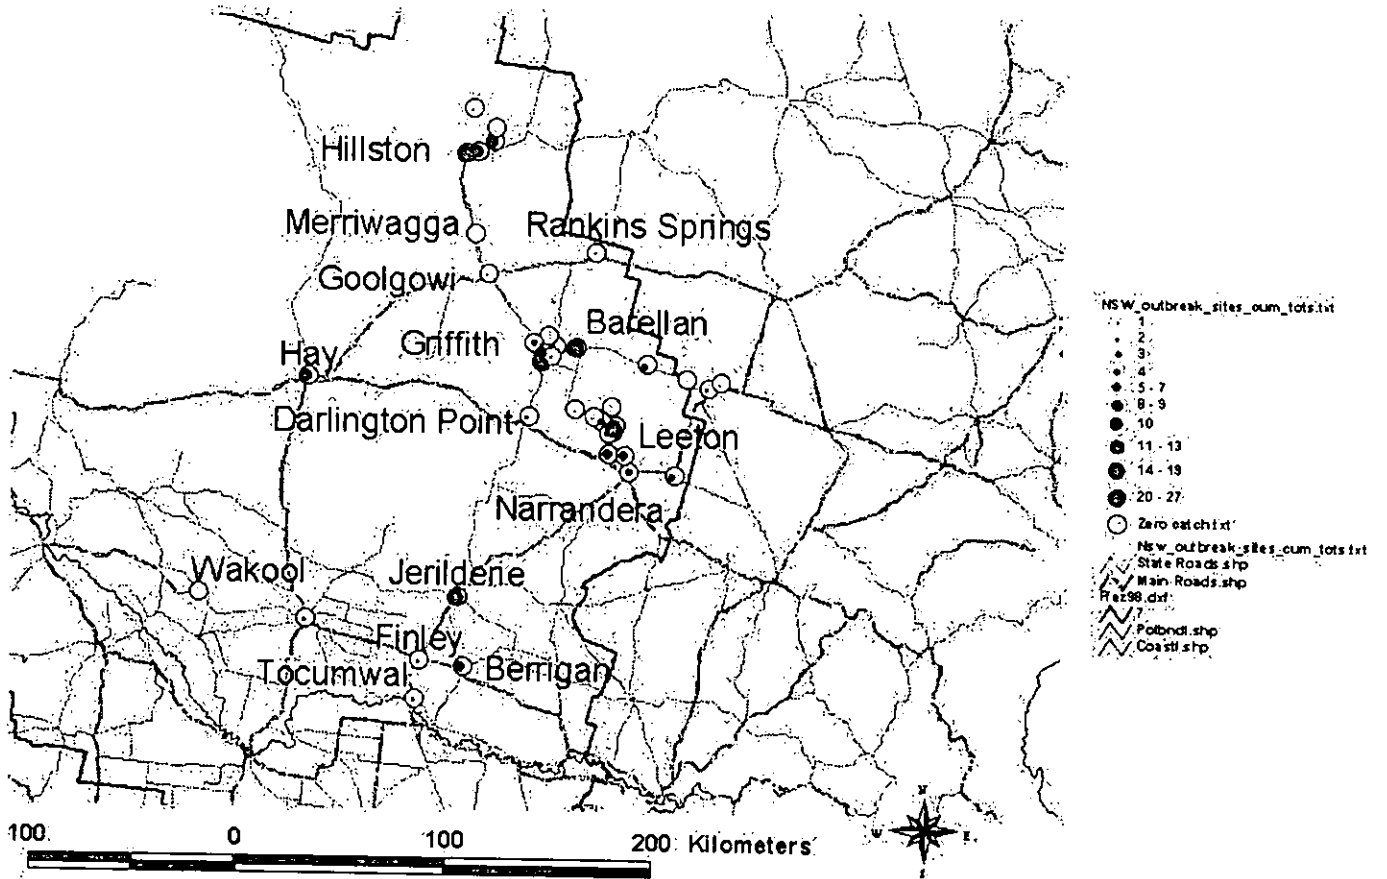 Hillston
Merriwagga
Rankins Springs
Goolgowi
Barellan
Griffith
Hay
Darlington Point
Leeton
Narrandera
Wakool
Jerilderie
Finley
Tocumwal
Berrigan
NSW_outbreak_sites_cum_tots.txt
1
2
3
4
5 - 7
8 - 9
10
11 - 13
14 - 19
20 - 27
Zero catch.txt
Nsw_outbreak_sites_cum_tots.txt
State Roads.shp
Main Roads.shp
7
Polbndl.shp
Coastl.shp
N
W E
100 0 100 200 Kilometers